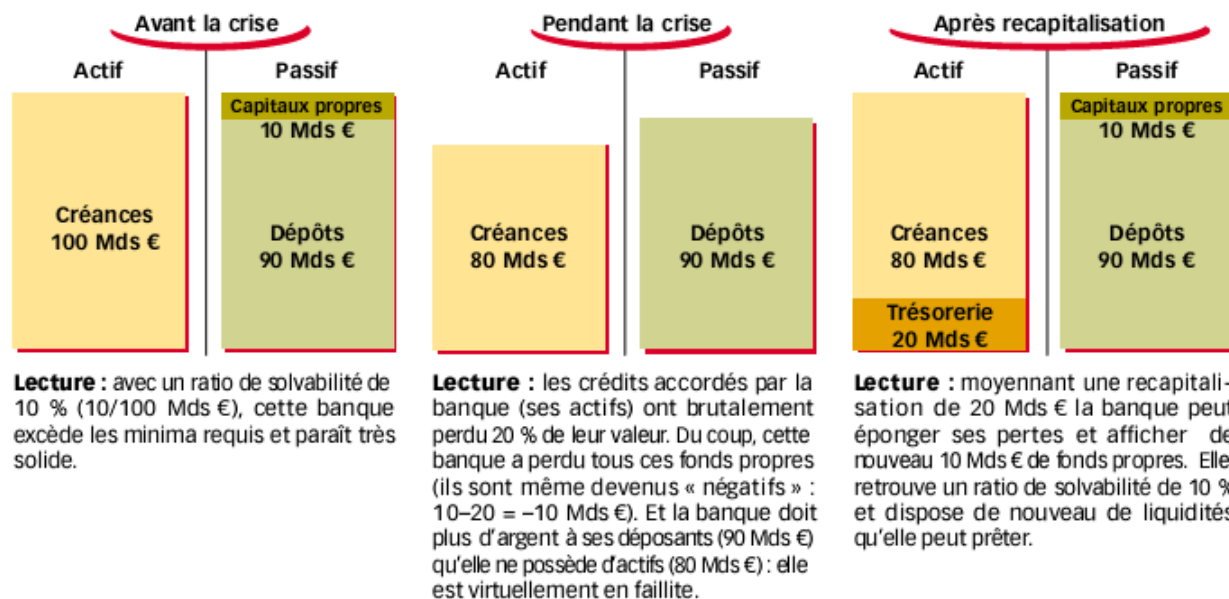 Avant la crise
Actif
Passif
Capitaux propres
10 Mds €
Créances
100 Mds €
Dépôts
90 Mds €
Lecture : avec un ratio de solvabilité de
10 % (10/100 Mds €), cette banque
excède les minima requis et paraît très
solide.
Pendant la crise
Actif
Passif
Créances
80 Mds €
Dépôts
90 Mds €
Lecture : les crédits accordés par la
banque (ses actifs) ont brutalement
perdu 20 % de leur valeur. Du coup, cette
banque a perdu tous ces fonds propres
(ils sont même devenus « négatifs » :
10–20 = –10 Mds €). Et la banque doit
plus d'argent à ses déposants (90 Mds €)
qu'elle ne possède d'actifs (80 Mds €) : elle
est virtuellement en faillite.
Après recapitalisation
Actif
Passif
Capitaux propres
10 Mds €
Créances
80 Mds €
Dépôts
90 Mds €
Trésorerie
20 Mds €
Lecture : moyennant une recapitali-
sation de 20 Mds € la banque peut
éponger ses pertes et afficher de
nouveau 10 Mds € de fonds propres. Elle
retrouve un ratio de solvabilité de 10 %
et dispose de nouveau de liquidités
qu'elle peut prêter.